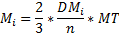 M_i = 2/3 * DM_i/n * MT